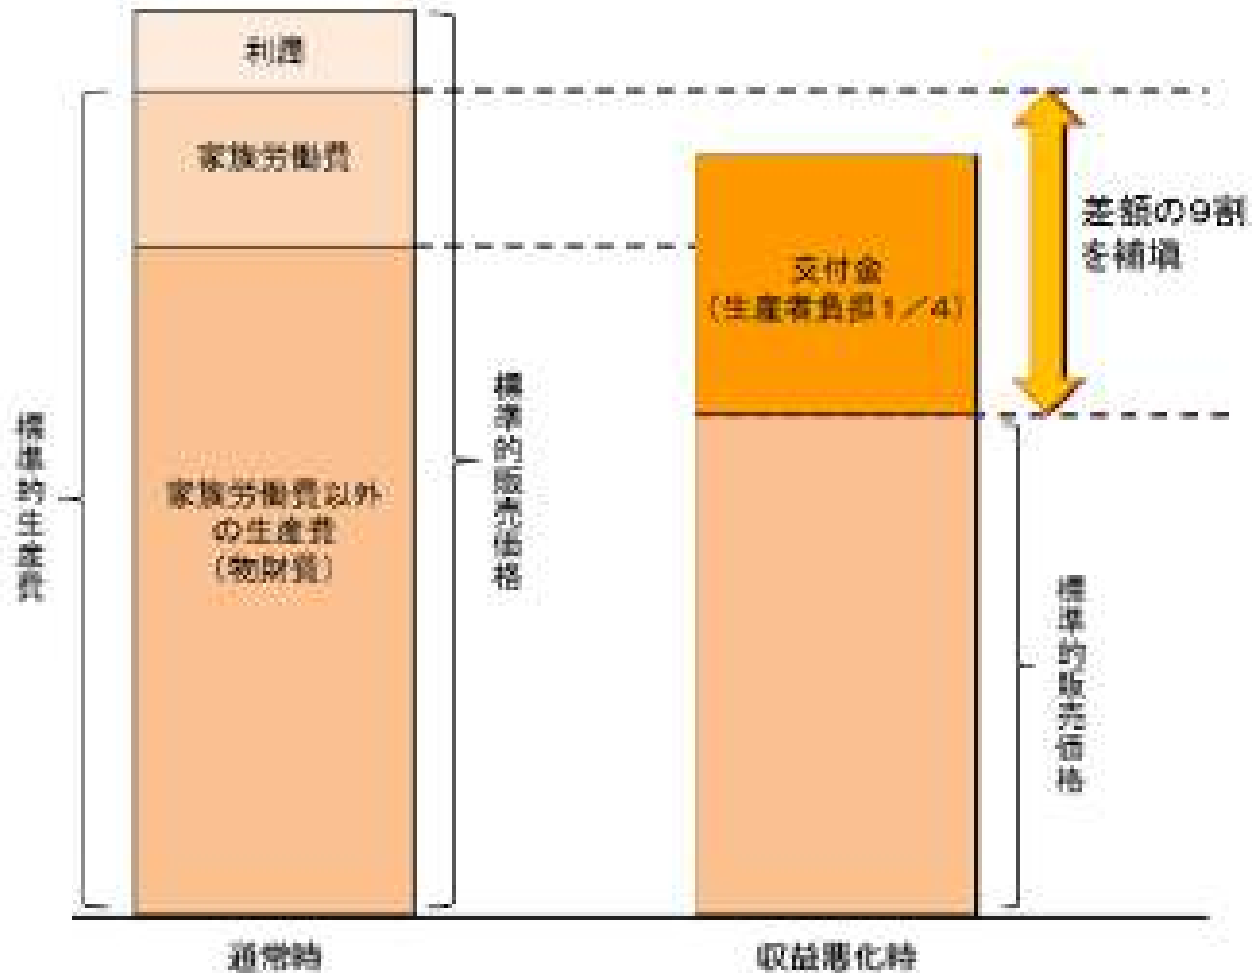 利潤
家族労働費
家族労働費以外
の生産費
（物財費）
標準的生産費
標準的販売価格
交付金
（生産者負担１／４）
差額の９割
を補塡
標準的販売価格
通常時
収益悪化時